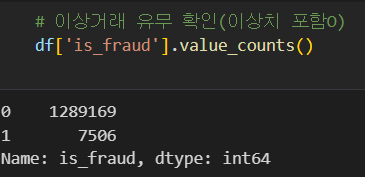 # 이상거래 유무 확인(이상치 포함O)
df['is_fraud'].value_counts()
0    1289169
1       7506
Name: is_fraud, dtype: int64